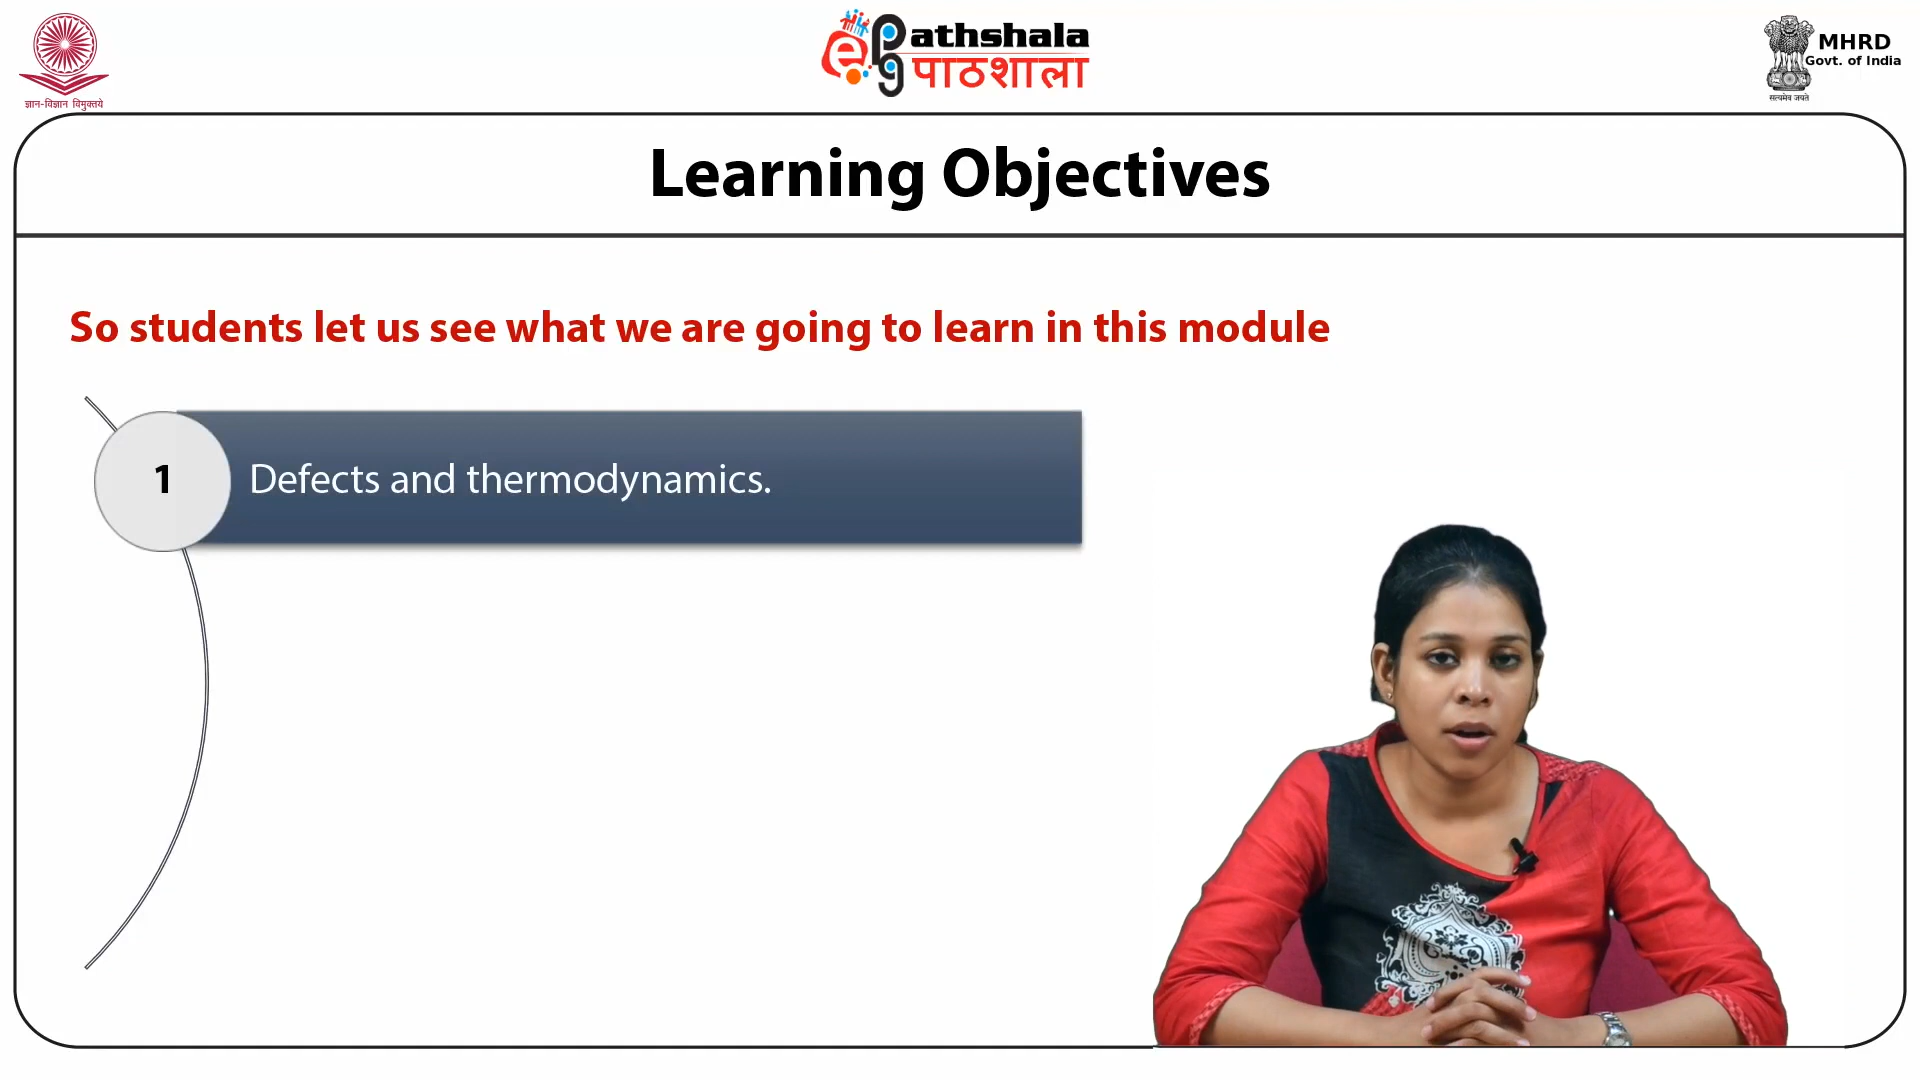 ज्ञान-विज्ञान विमुक्तये
e Pathshala
पाठशाला
MHRD
Govt. of India
सत्यमेव जयते
Learning Objectives
So students let us see what we are going to learn in this module
1
Defects and thermodynamics.